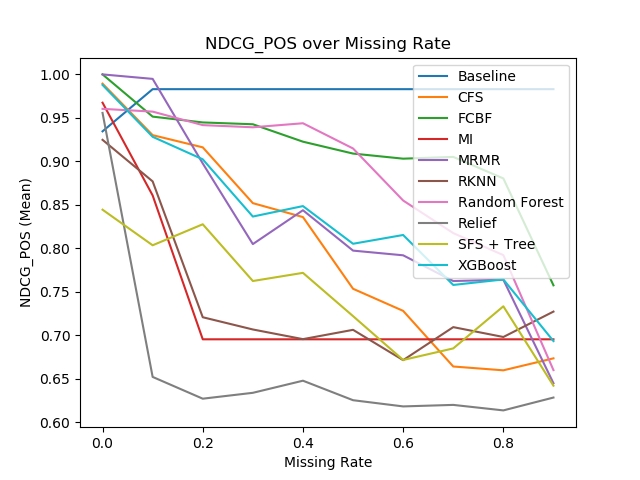 NDCG_POS over Missing Rate
NDCG_POS (Mean)
1.00
0.95
0.90
0.85
0.80
0.75
0.70
0.65
0.60
Baseline
CFS
FCBF
MI
MRMR
RKNN
Random Forest
Relief
SFS + Tree
XGBoost
0.0 0.2 0.4 0.6 0.8
Missing Rate